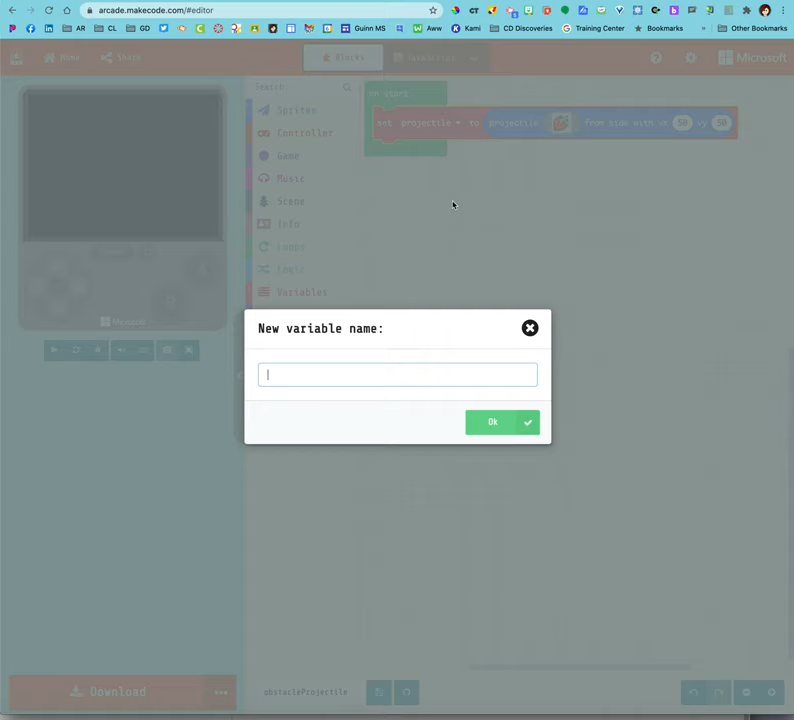 arcade.makecode.com/#editor
AR
CL
GD
Guinn MS
Aww
Kami
CD Discoveries
Training Center
Bookmarks
»
Other Bookmarks
Home
Share
Blocks
JavaScript
Microsoft
Search
on start
set projectile to projectile from side with vx 50 vy 50
Sprites
Controller
Game
Music
Scene
Info
Loops
Logic
Variables
Microsoft
New variable name:
Ok
Download
obstacleProjectile